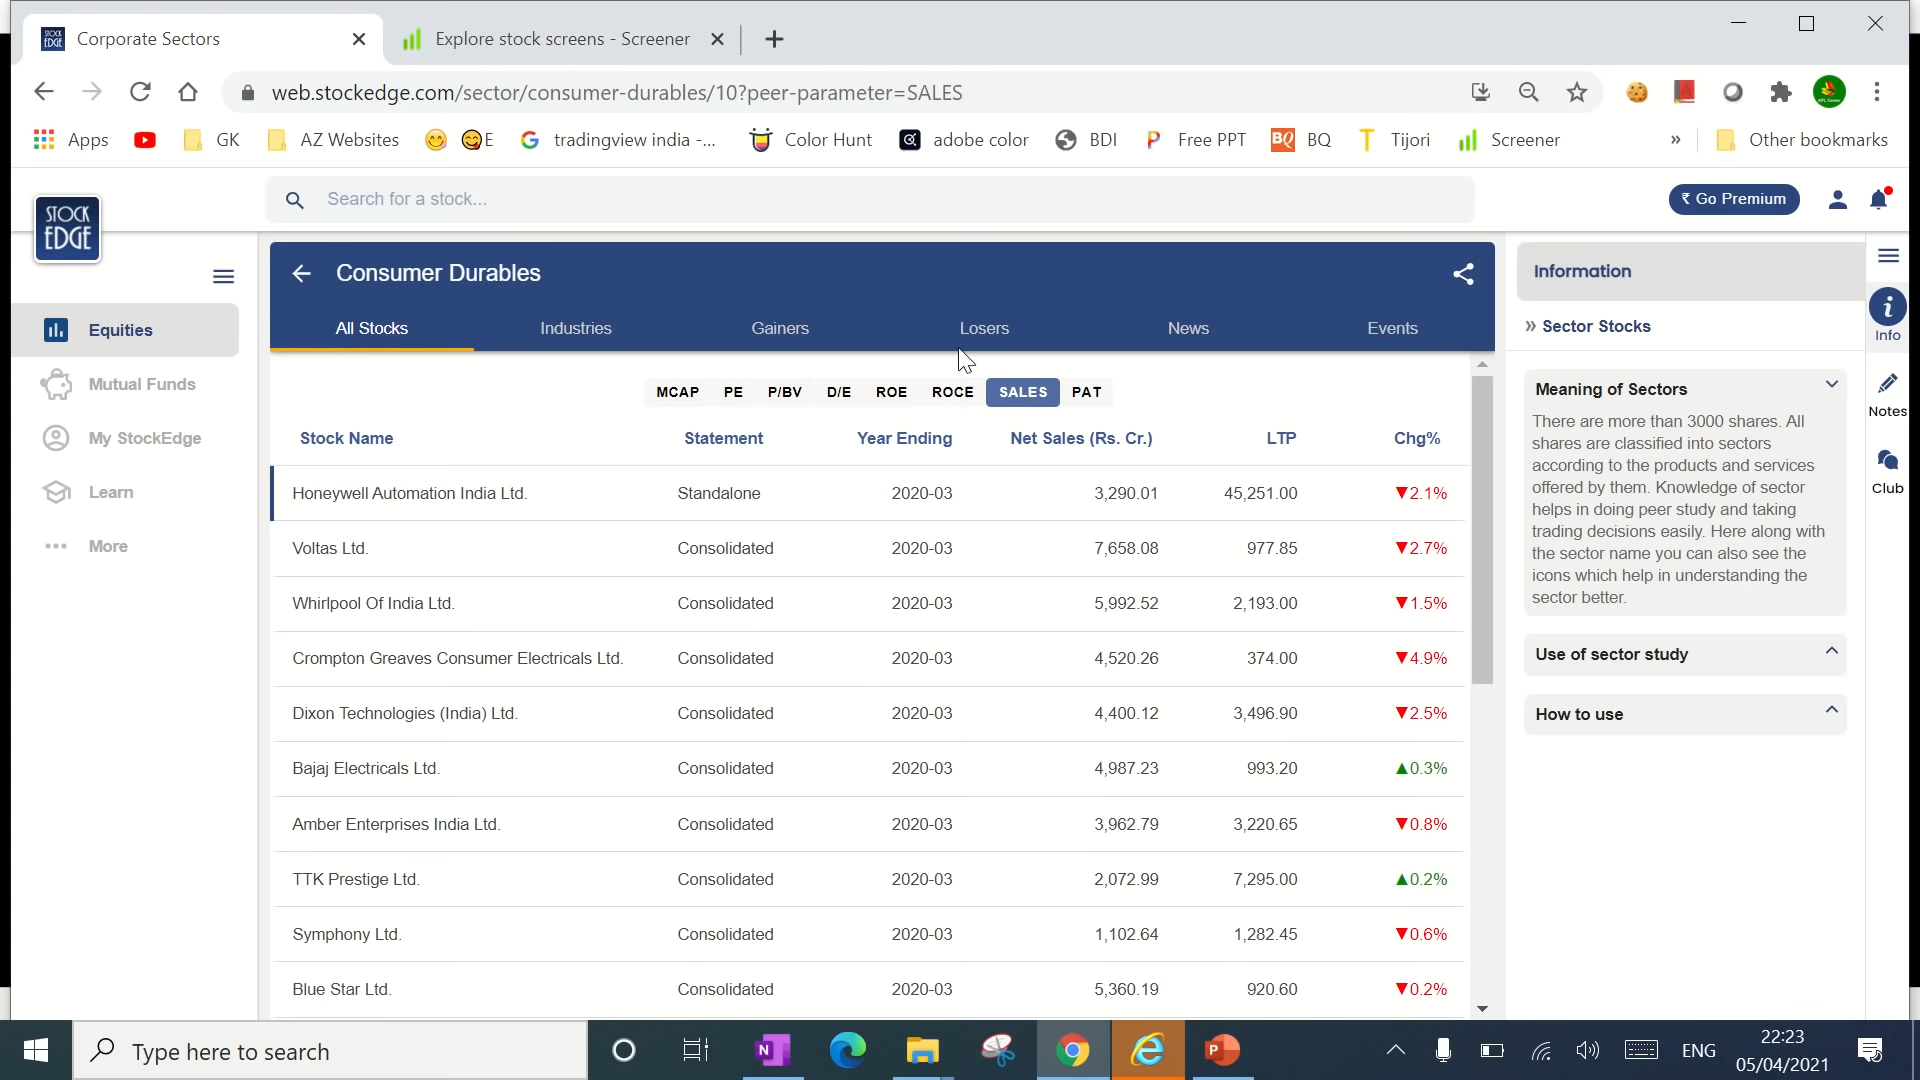 Corporate Sectors
Explore stock screens - Screener
web.stockedge.com/sector/consumer-durables/10?peer-parameter=SALES
Apps GK AZ Websites E tradingview india -... Color Hunt adobe color BDI Free PPT BQ BQ Tijori Screener » Other bookmarks
STOCK EDGE
Search for a stock...
₹ Go Premium
Equities
Mutual Funds
My StockEdge
Learn
More
Consumer Durables
All Stocks Industries Gainers Losers News Events
MCAP PE P/BV D/E ROE ROCE SALES PAT
Stock Name Statement Year Ending Net Sales (Rs. Cr.) LTP Chg%
Honeywell Automation India Ltd. Standalone 2020-03 3,290.01 45,251.00 ▼2.1%
Voltas Ltd. Consolidated 2020-03 7,658.08 977.85 ▼2.7%
Whirlpool Of India Ltd. Consolidated 2020-03 5,992.52 2,193.00 ▼1.5%
Crompton Greaves Consumer Electricals Ltd. Consolidated 2020-03 4,520.26 374.00 ▼4.9%
Dixon Technologies (India) Ltd. Consolidated 2020-03 4,400.12 3,496.90 ▼2.5%
Bajaj Electricals Ltd. Consolidated 2020-03 4,987.23 993.20 ▲0.3%
Amber Enterprises India Ltd. Consolidated 2020-03 3,962.79 3,220.65 ▼0.8%
TTK Prestige Ltd. Consolidated 2020-03 2,072.99 7,295.00 ▲0.2%
Symphony Ltd. Consolidated 2020-03 1,102.64 1,282.45 ▼0.6%
Blue Star Ltd. Consolidated 2020-03 5,360.19 920.60 ▼0.2%
Information
» Sector Stocks
Meaning of Sectors
There are more than 3000 shares. All
shares are classified into sectors
according to the products and services
offered by them. Knowledge of sector
helps in doing peer study and taking
trading decisions easily. Here along with
the sector name you can also see the
icons which help in understanding the
sector better.
Use of sector study
How to use
Info
Notes
Club
Type here to search
ENG
22:23
05/04/2021